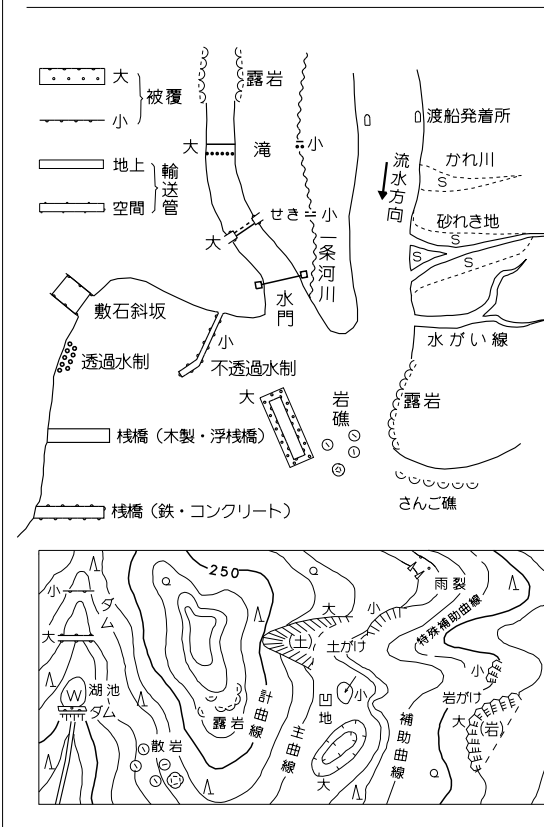 大
被覆
小
地上
輸送管
空間
露岩
大
滝
小
せき
小
大
一条河川
水門
渡船発着所
流水方向
かれ川
S
砂れき地
S
S
S
水がい線
敷石斜坂
透過水制
小
不透過水制
大
岩礁
露岩
桟橋(木製・浮桟橋)
さんご礁
桟橋(鉄・コンクリート)
小
ダム
大
W
湖池
ダム
250
露岩
散岩
計曲線
主曲線
大
土
土がけ
小
凹地
小
大
補助曲線
雨裂
特殊補助曲線
小
岩がけ
大
岩